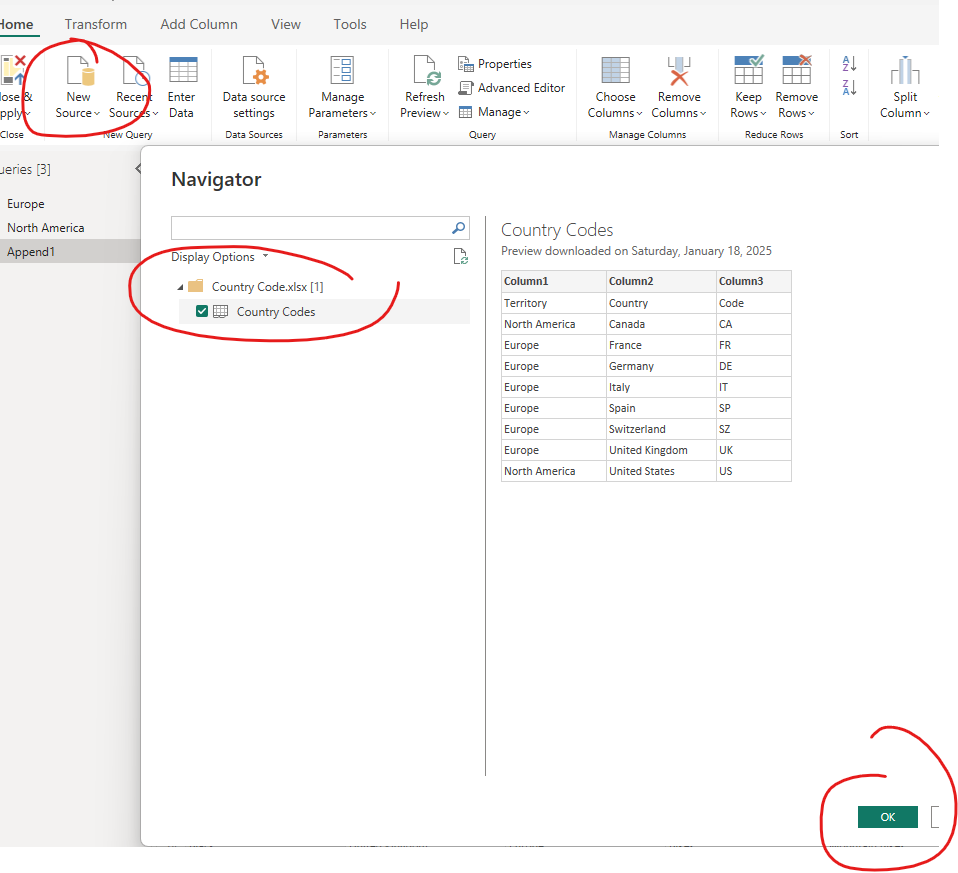 Home Transform Add Column View Tools Help
New Source Recent Sources Enter Data Data source settings Manage Parameters Refresh Preview Properties Advanced Editor Manage Choose Columns Remove Columns Keep Rows Remove Rows Split Column
Close New Query Data Sources Parameters Query Manage Columns Reduce Rows Sort
ueries [3]
Europe
North America
Append1
Navigator
Display Options
Country Code.xlsx [1]
Country Codes
Country Codes
Preview downloaded on Saturday, January 18, 2025
Column1 Column2 Column3
Territory Country Code
North America Canada CA
Europe France FR
Europe Germany DE
Europe Italy IT
Europe Spain SP
Europe Switzerland SZ
Europe United Kingdom UK
North America United States US
OK